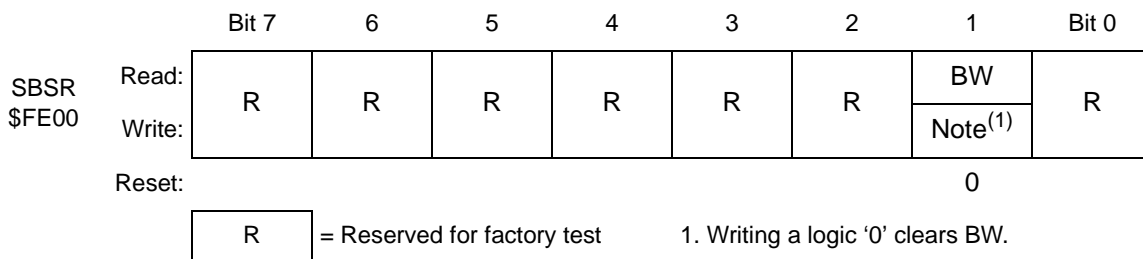 Bit 7 6 5 4 3 2 1 Bit 0
SBSR
$FE00
Read:
R R R R R R BW R
Write:
Note(1)
Reset: 0
R = Reserved for factory test 1. Writing a logic ‘0’ clears BW.